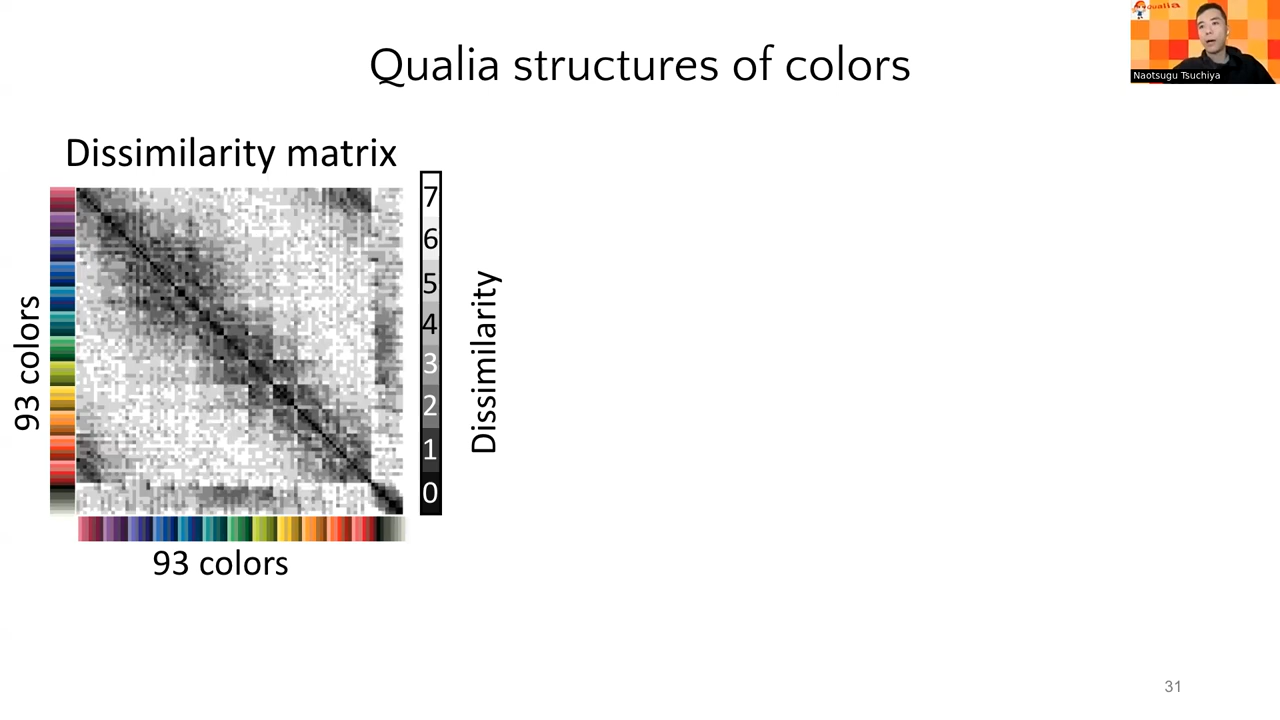 Qualia structures of colors
Qualia
Naotsugu Tsuchiya
Dissimilarity matrix
93 colors
7
6
5
4
3
2
1
0
Dissimilarity
93 colors
31